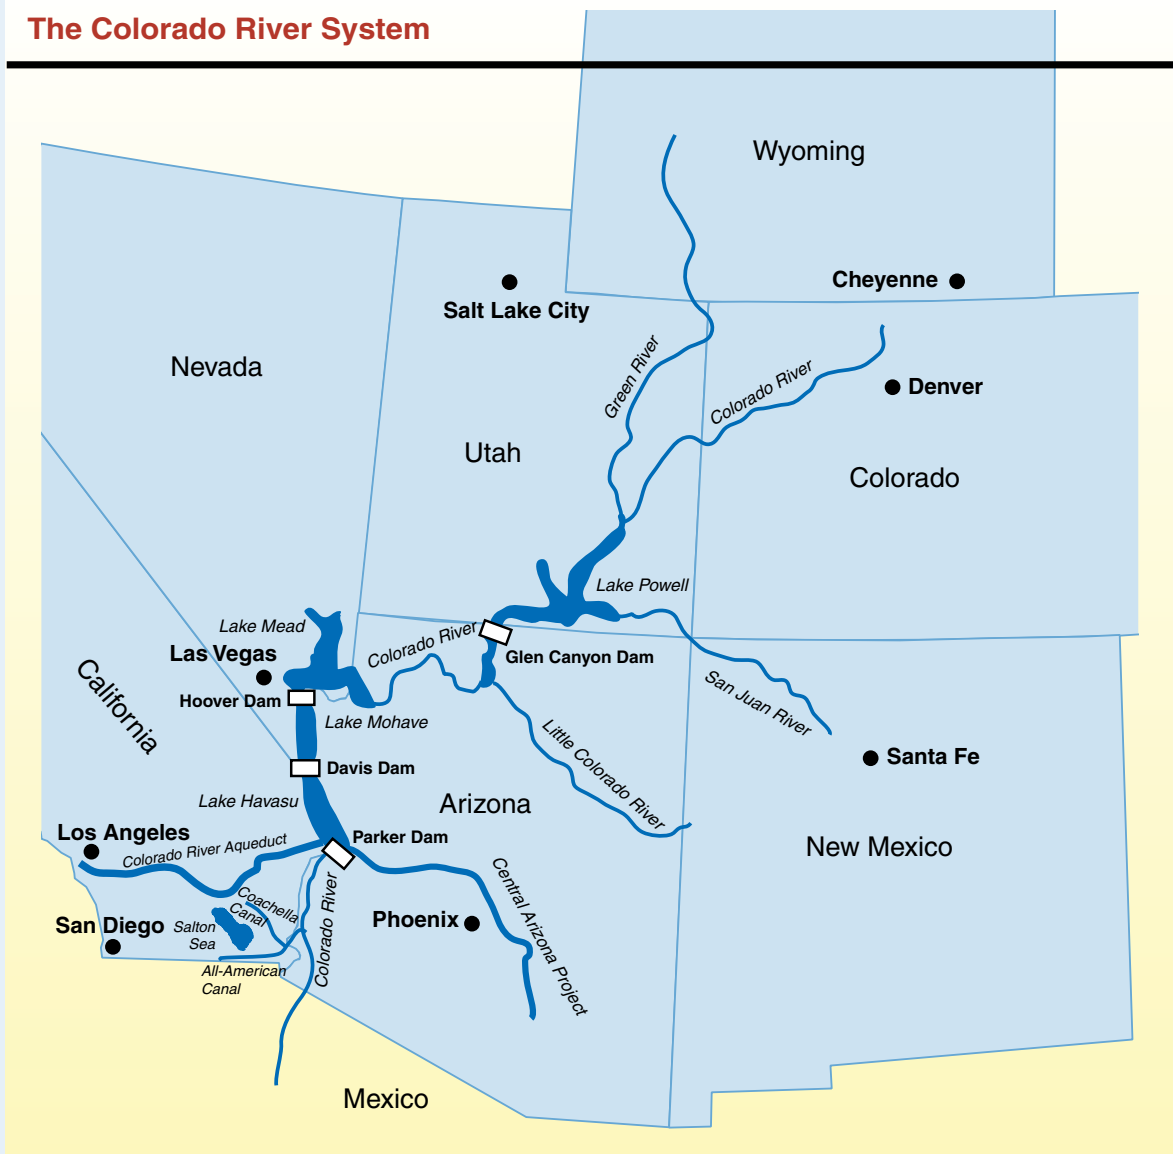 The Colorado River System
Wyoming
Cheyenne
Salt Lake City
Nevada
Green River
Colorado River
Denver
Utah
Colorado
Lake Powell
Lake Mead
Colorado River
Las Vegas
Glen Canyon Dam
California
Hoover Dam
San Juan River
Lake Mohave
Little Colorado River
Santa Fe
Davis Dam
Lake Havasu
Arizona
Los Angeles
Parker Dam
Colorado River Aqueduct
New Mexico
Central Arizona Project
Coachella
Canal
Colorado River
San Diego
Salton
Sea
Phoenix
All-American
Canal
Mexico